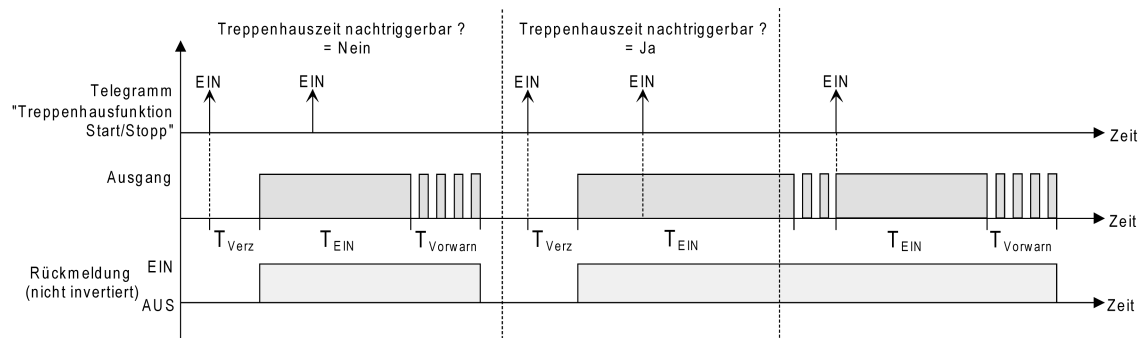 Treppenhauszeit nachtriggerbar ?
= Nein
Treppenhauszeit nachtriggerbar ?
= Ja
Telegramm
"Treppenhausfunktion
Start/Stopp"
EIN
EIN
EIN
EIN
EIN
Zeit
Ausgang
Zeit
T Verz
T EIN
T Vorwarn
T Verz
T EIN
T EIN
T Vorwarn
Rückmeldung
(nicht invertiert)
EIN
AUS
Zeit